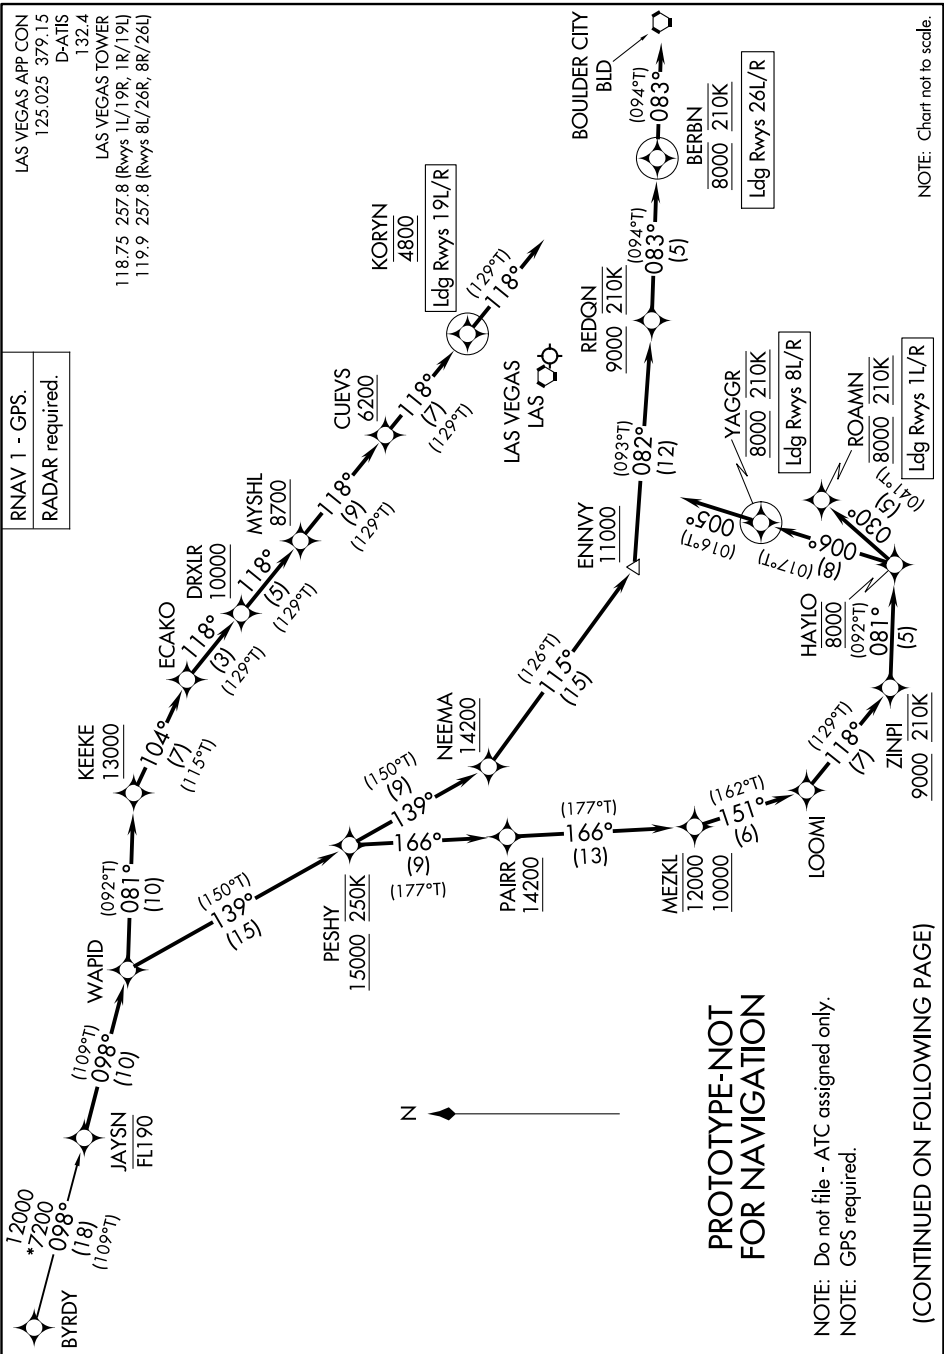 LAS VEGAS APP CON
125.025 379.15
D-ATIS
132.4
LAS VEGAS TOWER
118.75 257.8 (Rwys 1L/19R, 1R/19L)
119.9 257.8 (Rwys 8L/26R, 8R/26L)
RNAV 1 - GPS.
RADAR required.
12000
*7200
098°
(18)
(109°T)
BYRDY
JAYSN
FL190
(109°T)
098°
(10)
WAPID
(092°T)
081°
(10)
KEEKE
13000
104°
(7)
(115°T)
ECAKO
118°
(3)
(129°T)
DRXLR
10000
118°
(5)
(129°T)
MYSHL
8700
118°
(9)
(129°T)
CUEVS
6200
118°
(7)
(129°T)
KORYN
4800
Ldg Rwys 19L/R
(129°T)
118°
(150°T)
139°
(15)
PESHY
15000 250K
(150°T)
(9)
139°
NEEMA
14200
(126°T)
115°
(15)
ENNVY
11000
(093°T)
082°
(12)
LAS VEGAS
LAS
REDQN
9000 210K
(094°T)
083°
(5)
BERBN
8000 210K
Ldg Rwys 26L/R
(094°T)
083°
BOULDER CITY
BLD
166°
(9)
(177°T)
PAIRR
14200
(177°T)
166°
(13)
MEZKL
12000
10000
(162°T)
151°
(6)
LOOMI
(129°T)
118°
(7)
ZINPI
9000 210K
HAYLO
8000
(092°T)
081°
(5)
006°
(8)
(017°T)
005°
(016°T)
YAGGR
8000 210K
Ldg Rwys 8L/R
030°
(5)
(041°T)
ROAMN
8000 210K
Ldg Rwys 1L/R
N
PROTOTYPE-NOT
FOR NAVIGATION
NOTE: Do not file - ATC assigned only.
NOTE: GPS required.
(CONTINUED ON FOLLOWING PAGE)
NOTE: Chart not to scale.